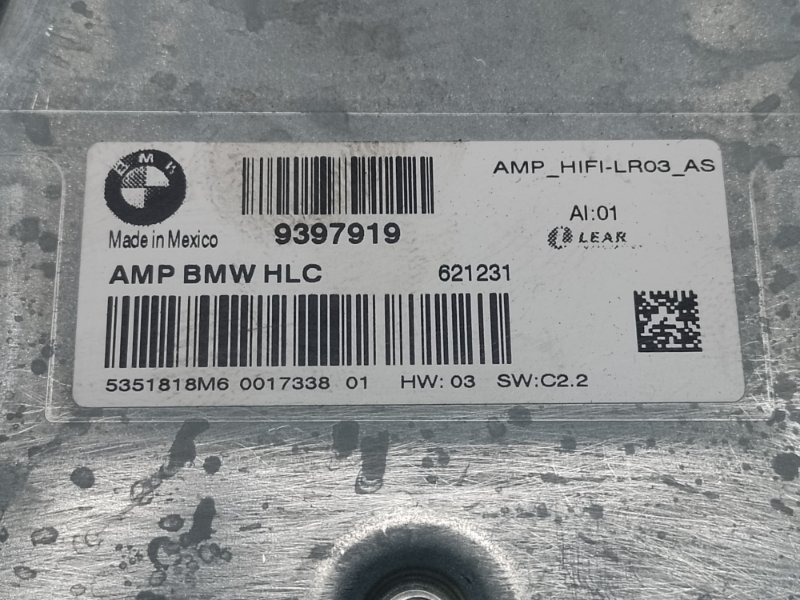 BMW
AMP_HIFI-LR03_AS
Made in Mexico
9397919
AI:01
LEAR
AMP BMW HLC
621231
5351818M6 0017338 01 HW: 03 SW:C2.2